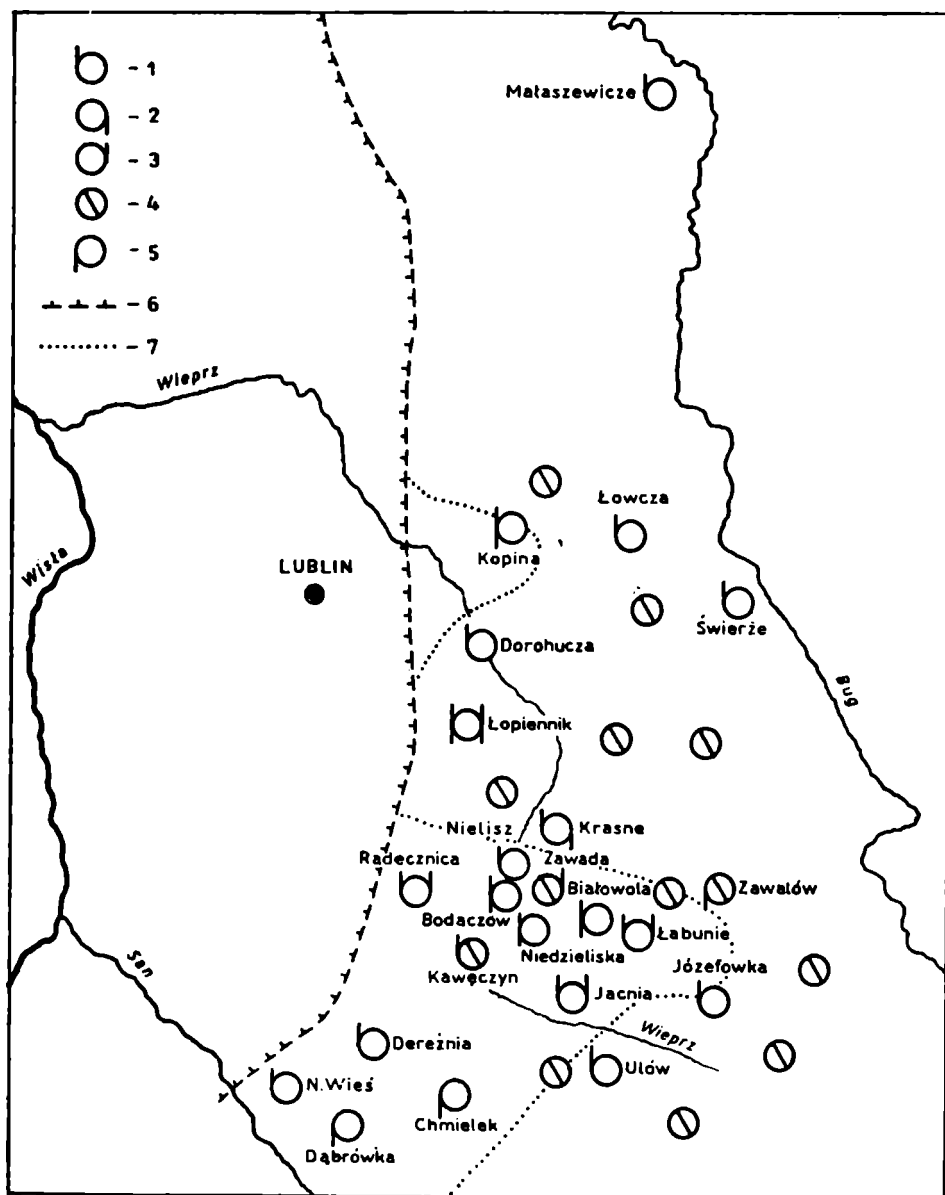 - 1
- 2
- 3
- 4
- 5
- 6
- 7
Małaszewicze
Wieprz
Wisła
LUBLIN
Kopina
Łowcza
Świerże
Dorohucza
Bug
Łopiennik
Nielisz
Krasne
Radecznica
Zawada
Białowola
Zawalów
Bodaczów
Niedzieliska
Łabunie
Kawęczyn
Józefowka
San
Jacnia
Wieprz
Dereźnia
Ulów
N. Wieś
Chmielek
Dąbrówka